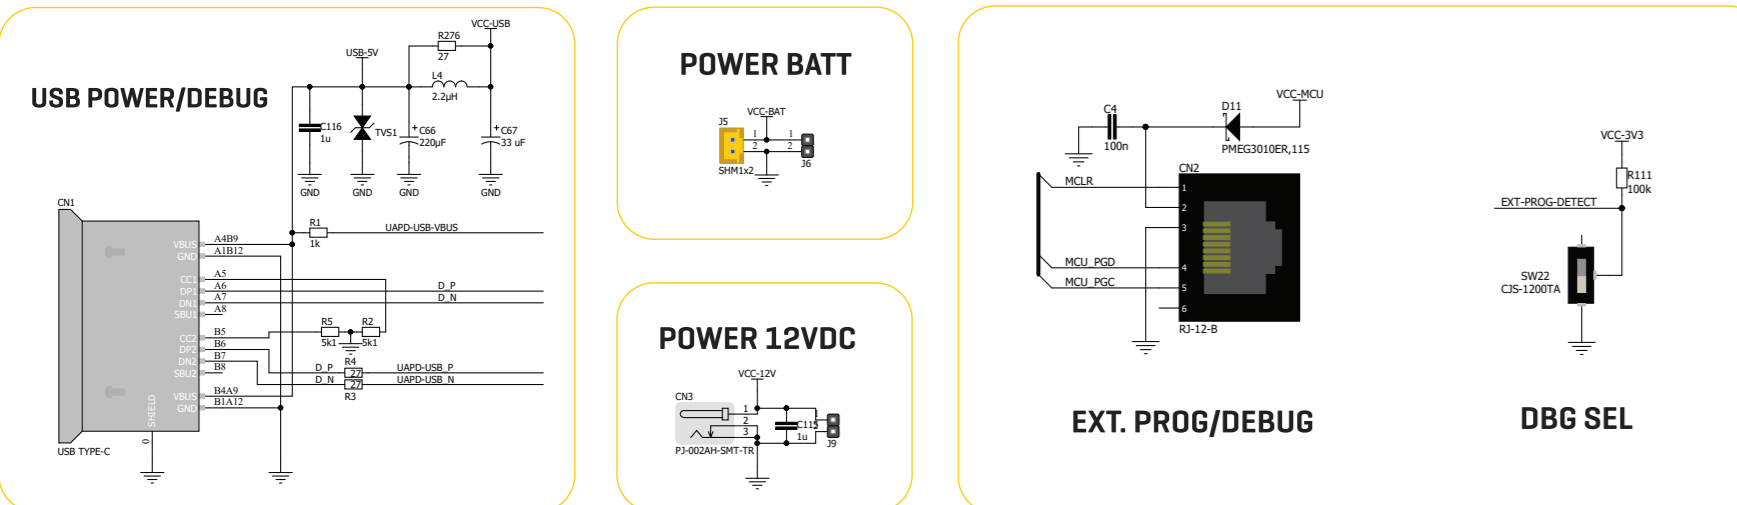 USB POWER/DEBUG
VCC-USB
R276
27
USB-5V
L4
2.2µH
C116
1u
TVS1
+
C66
220µF
+
C67
33 uF
GND
GND
GND
GND
CN1
R1
1k
UAPD-USB-VBUS
VBUS
A4B9
GND
A1B12
CC1
A5
DP1
A6
D_P
DN1
A7
D_N
SBU1
A8
CC2
B5
R5
R2
5k1
5k1
DP2
B6
DN2
B7
SBU2
B8
D_P
R4
27
UAPD-USB_P
D_N
27
UAPD-USB_N
R3
VBUS
B4A9
GND
B1A12
SHIELD
0
USB TYPE-C
POWER BATT
VCC-BAT
J5
1
1
2
2
SHM1x2
J6
POWER 12VDC
VCC-12V
CN3
1
2
3
C115
1u
1
J9
PJ-002AH-SMT-TR
VCC-MCU
C4
100n
D11
PMEG3010ER,115
CN2
MCLR
1
2
3
MCU_PGD
4
MCU_PGC
5
6
RJ-12-B
EXT. PROG/DEBUG
VCC-3V3
R111
100k
EXT-PROG-DETECT
SW22
CJS-1200TA
DBG SEL